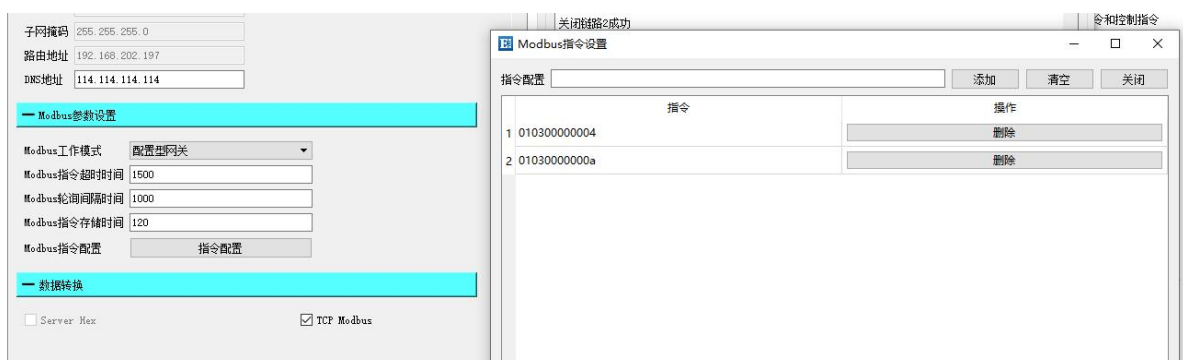 子网掩码 255.255.255.0
路由地址 192.168.202.197
DNS地址 114.114.114.114
Modbus参数设置
Modbus工作模式 配置型网关
Modbus指令超时时间 1500
Modbus轮询间隔时间 1000
Modbus指令存储时间 120
Modbus指令配置 指令配置
数据转换
Server Hex TCP Modbus
关闭链路2成功
令和控制指令
Modbus指令设置
指令配置 添加 清空 关闭
指令 操作
1 010300000004 删除
2 01030000000a 删除